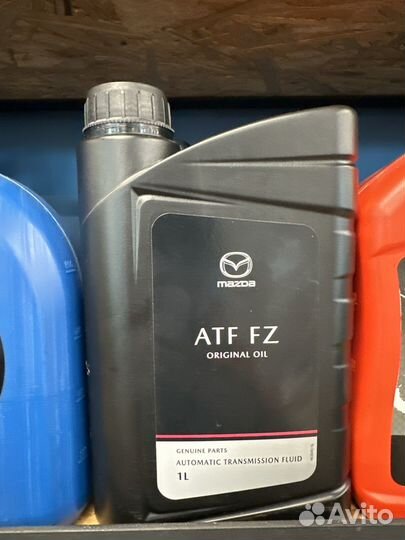 mazda
ATF FZ
ORIGINAL OIL
GENUINE PARTS
AUTOMATIC TRANSMISSION FLUID
1L
Avito